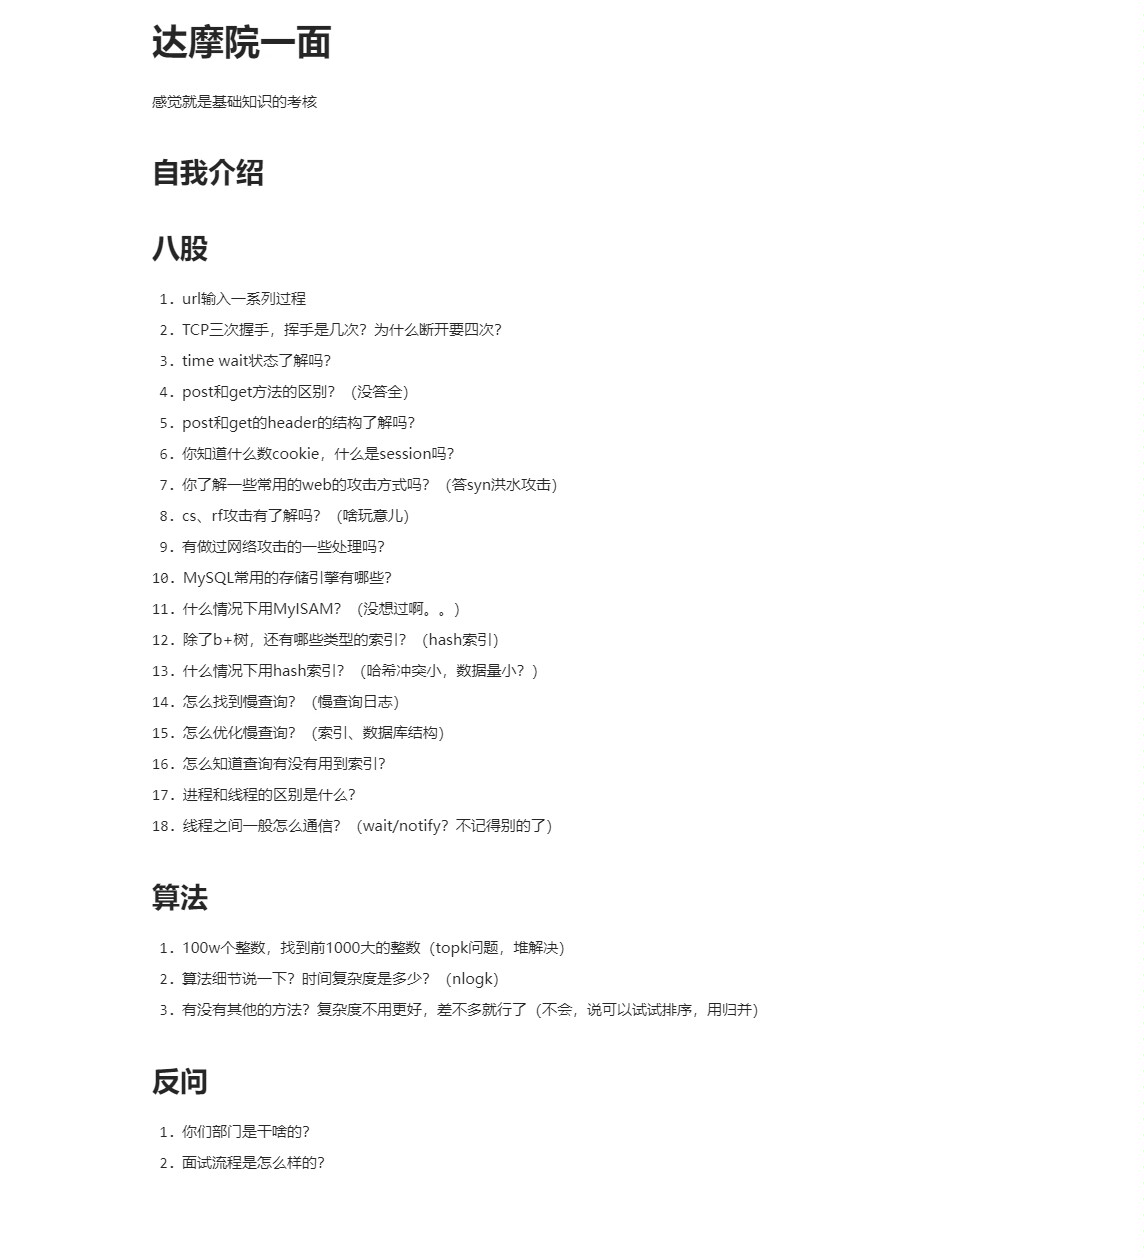 达摩院一面
感觉就是基础知识的考核
自我介绍
八股
1. url输入一系列过程
2. TCP三次握手，挥手是几次？为什么断开要四次？
3. time wait状态了解吗？
4. post和get方法的区别？（没答全）
5. post和get的header的结构了解吗？
6. 你知道什么数cookie，什么是session吗？
7. 你了解一些常用的web的攻击方式吗？（答syn洪水攻击）
8. cs、rf攻击有了解吗？（啥玩意儿）
9. 有做过网络攻击的一些处理吗？
10. MySQL常用的存储引擎有哪些？
11. 什么情况下用MyISAM？（没想过啊。。）
12. 除了b+树，还有哪些类型的索引？（hash索引）
13. 什么情况下用hash索引？（哈希冲突小，数据量小？）
14. 怎么找到慢查询？（慢查询日志）
15. 怎么优化慢查询？（索引、数据库结构）
16. 怎么知道查询有没有用到索引？
17. 进程和线程的区别是什么？
18. 线程之间一般怎么通信？（wait/notify？不记得别的了）
算法
1. 100w个整数，找到前1000大的整数（topk问题，堆解决）
2. 算法细节说一下？时间复杂度是多少？（nlogk）
3. 有没有其他的方法？复杂度不用更好，差不多就行了（不会，说可以试试排序，用归并）
反问
1. 你们部门是干啥的？
2. 面试流程是怎么样的？